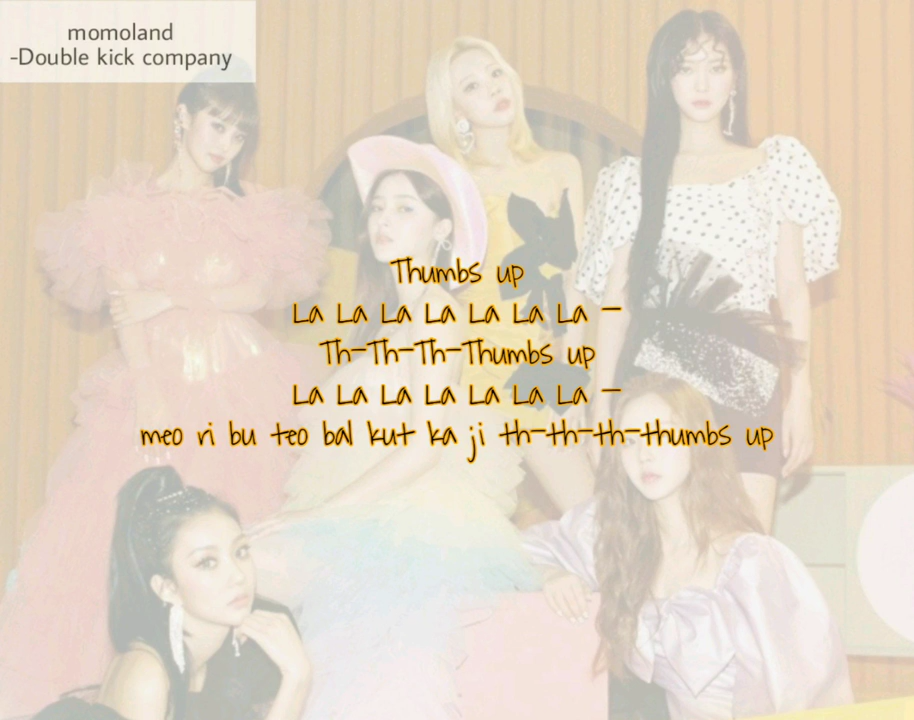 momoland
-Double kick company
Thumbs up
La La La La La La La -
Th-Th-Th-Thumbs up
La La La La La La La -
meo ri bu teo bal kut ka ji th-th-th-thumbs up